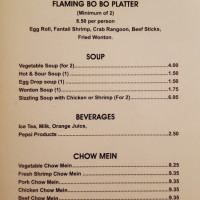 FLAMING BO BO PLATTER
(Minimum of 2)
8.50 per person
Egg Roll, Fantail Shrimp, Crab Rangoon, Beef Sticks,
Fried Wonton.
SOUP
Vegetable Soup (for 2) 4.00
Hot & Sour Soup (1) 1.50
Egg Drop soup (1) 1.50
Wonton Soup (1) 1.75
Sizzling Soup with Chicken or Shrimp (For 2) 6.95
BEVERAGES
Ice Tea, Milk, Orange Juice,
Pepsi Products 2.50
CHOW MEIN
Vegetable Chow Mein 8.25
Fresh Shrimp Chow Mein 9.35
Pork Chow Mein 9.35
Chicken Chow Mein 9.35
Beef Chow Mein 9.35